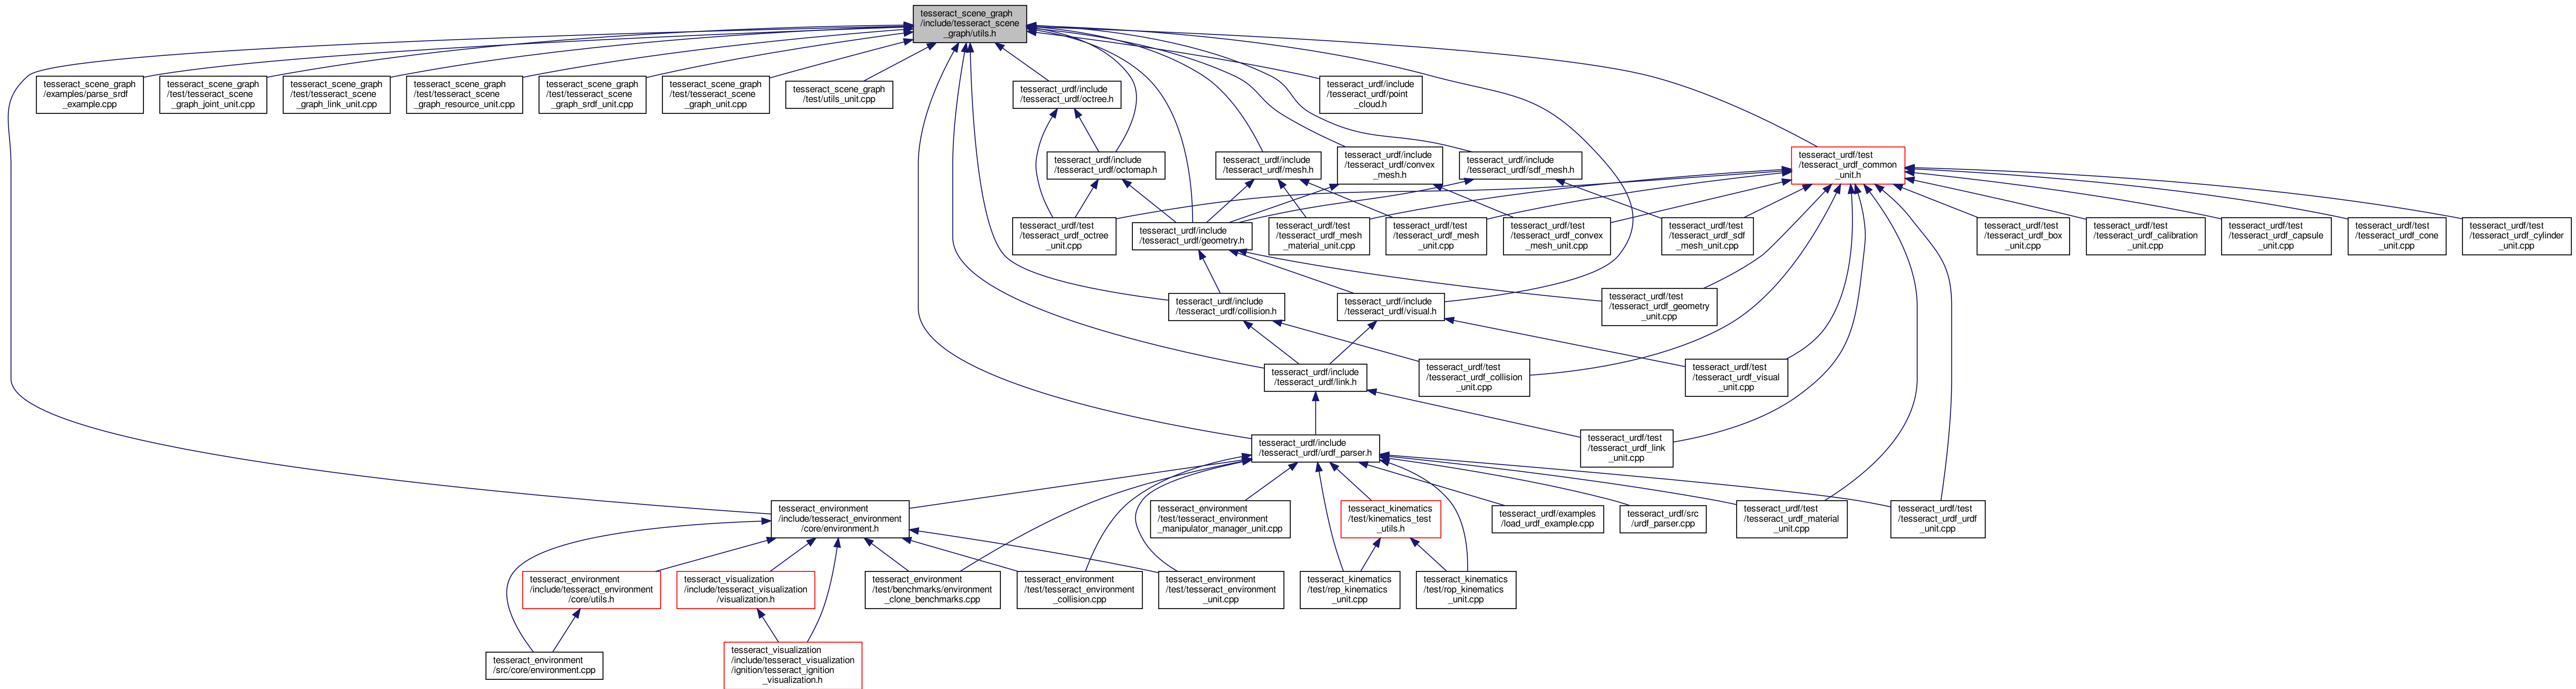 tesseract_scene_graph
/include/tesseract_scene
_graph/utils.h
tesseract_scene_graph
/examples/parse_srdf
_example.cpp
tesseract_scene_graph
/test/tesseract_scene
_graph_joint_unit.cpp
tesseract_scene_graph
/test/tesseract_scene
_graph_link_unit.cpp
tesseract_scene_graph
/test/tesseract_scene
_graph_resource_unit.cpp
tesseract_scene_graph
/test/tesseract_scene
_graph_srdf_unit.cpp
tesseract_scene_graph
/test/tesseract_scene
_graph_unit.cpp
tesseract_scene_graph
/test/utils_unit.cpp
tesseract_urdf/include
/tesseract_urdf/octree.h
tesseract_urdf/include
/tesseract_urdf/point
_cloud.h
tesseract_urdf/include
/tesseract_urdf/octomap.h
tesseract_urdf/include
/tesseract_urdf/mesh.h
tesseract_urdf/include
/tesseract_urdf/convex
_mesh.h
tesseract_urdf/include
/tesseract_urdf/sdf_mesh.h
tesseract_urdf/test
/tesseract_urdf_common
_unit.h
tesseract_urdf/test
/tesseract_urdf_octree
_unit.cpp
tesseract_urdf/include
/tesseract_urdf/geometry.h
tesseract_urdf/test
/tesseract_urdf_mesh
_material_unit.cpp
tesseract_urdf/test
/tesseract_urdf_mesh
_unit.cpp
tesseract_urdf/test
/tesseract_urdf_convex
_mesh_unit.cpp
tesseract_urdf/test
/tesseract_urdf_sdf
_mesh_unit.cpp
tesseract_urdf/test
/tesseract_urdf_box
_unit.cpp
tesseract_urdf/test
/tesseract_urdf_calibration
_unit.cpp
tesseract_urdf/test
/tesseract_urdf_capsule
_unit.cpp
tesseract_urdf/test
/tesseract_urdf_cone
_unit.cpp
tesseract_urdf/test
/tesseract_urdf_cylinder
_unit.cpp
tesseract_urdf/include
/tesseract_urdf/collision.h
tesseract_urdf/include
/tesseract_urdf/visual.h
tesseract_urdf/test
/tesseract_urdf_geometry
_unit.cpp
tesseract_urdf/include
/tesseract_urdf/link.h
tesseract_urdf/test
/tesseract_urdf_collision
_unit.cpp
tesseract_urdf/test
/tesseract_urdf_visual
_unit.cpp
tesseract_urdf/include
/tesseract_urdf/urdf_parser.h
tesseract_urdf/test
/tesseract_urdf_link
_unit.cpp
tesseract_environment
/include/tesseract_environment
/core/environment.h
tesseract_environment
/test/tesseract_environment
_manipulator_manager_unit.cpp
tesseract_kinematics
/test/kinematics_test
_utils.h
tesseract_urdf/examples
/load_urdf_example.cpp
tesseract_urdf/src
/urdf_parser.cpp
tesseract_urdf/test
/tesseract_urdf_material
_unit.cpp
tesseract_urdf/test
/tesseract_urdf_urdf
_unit.cpp
tesseract_environment
/include/tesseract_environment
/core/utils.h
tesseract_visualization
/include/tesseract_visualization
/visualization.h
tesseract_environment
/test/benchmarks/environment
_clone_benchmarks.cpp
tesseract_environment
/test/tesseract_environment
_collision.cpp
tesseract_environment
/test/tesseract_environment
_unit.cpp
tesseract_kinematics
/test/rep_kinematics
_unit.cpp
tesseract_kinematics
/test/rop_kinematics
_unit.cpp
tesseract_environment
/src/core/environment.cpp
tesseract_visualization
/include/tesseract_visualization
/ignition/tesseract_ignition
_visualization.h